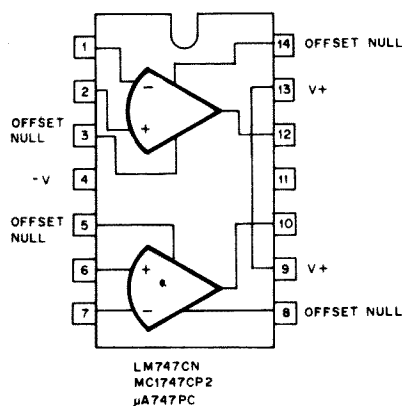 1
14 OFFSET NULL
2
13 V+
−
+
OFFSET
NULL
3
12
-V 4
11
OFFSET
NULL
5
10
6
+
9 V+
7
−
8 OFFSET NULL
LM747CN
MC1747CP2
µA747PC